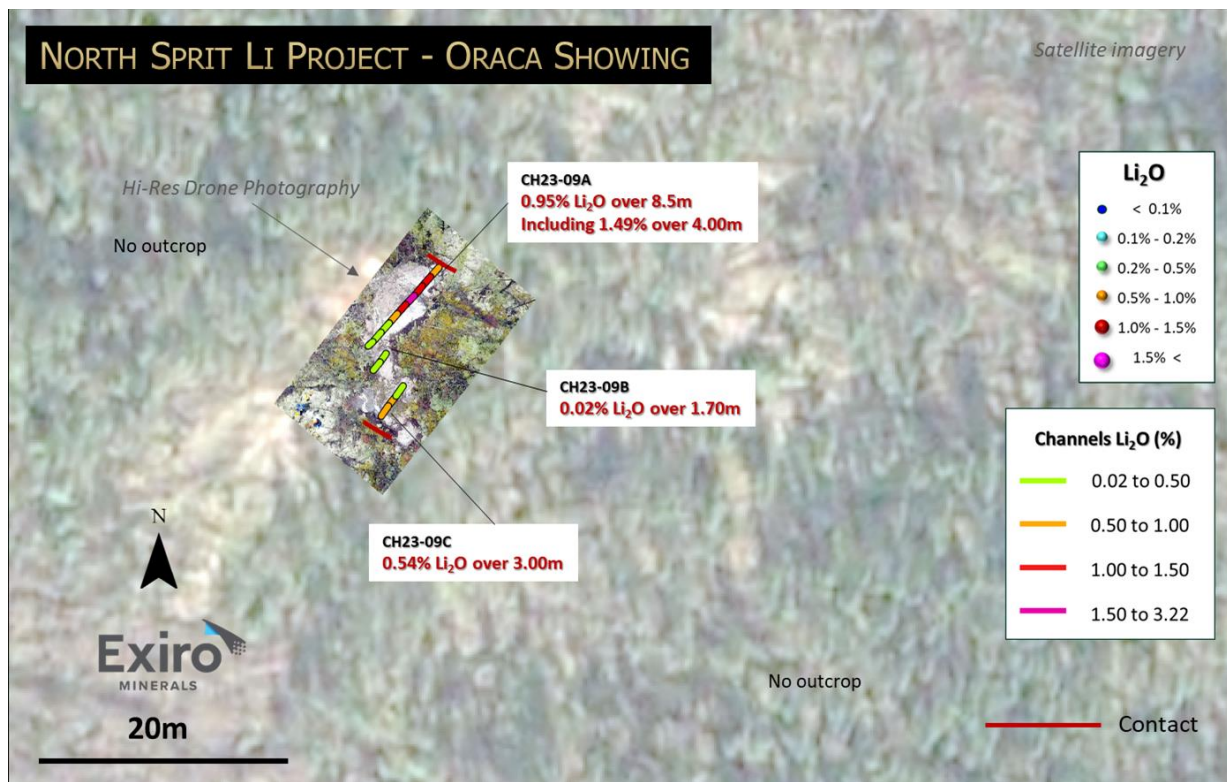 NORTH SPRIT LI PROJECT - ORACA SHOWING
Satellite imagery
Hi-Res Drone Photography
No outcrop
CH23-09A
0.95% Li₂O over 8.5m
Including 1.49% over 4.00m
CH23-09B
0.02% Li₂O over 1.70m
CH23-09C
0.54% Li₂O over 3.00m
Li₂O
< 0.1%
0.1% - 0.2%
0.2% - 0.5%
0.5% - 1.0%
1.0% - 1.5%
1.5% <
Channels Li₂O (%)
0.02 to 0.50
0.50 to 1.00
1.00 to 1.50
1.50 to 3.22
N
Exiro
MINERALS
20m
No outcrop
Contact